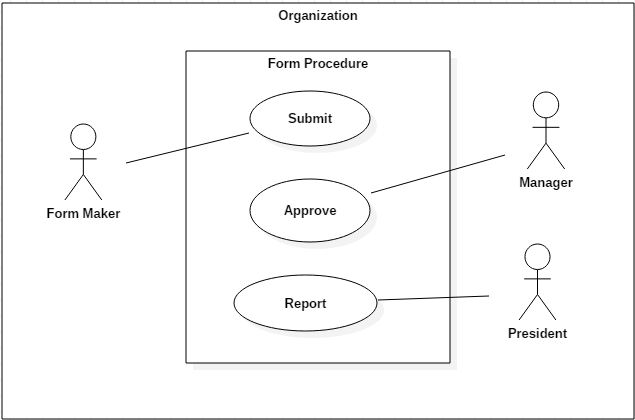 Organization
Form Procedure
Submit
Form Maker
Manager
Approve
Report
President